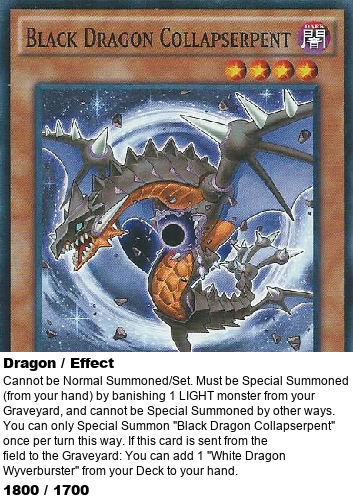 BLACK DRAGON COLLAPSERPENT
DARK
闇
Dragon / Effect
Cannot be Normal Summoned/Set. Must be Special Summoned
(from your hand) by banishing 1 LIGHT monster from your
Graveyard, and cannot be Special Summoned by other ways.
You can only Special Summon "Black Dragon Collapserpent"
once per turn this way. If this card is sent from the
field to the Graveyard: You can add 1 "White Dragon
Wyverburster" from your Deck to your hand.
1800 / 1700